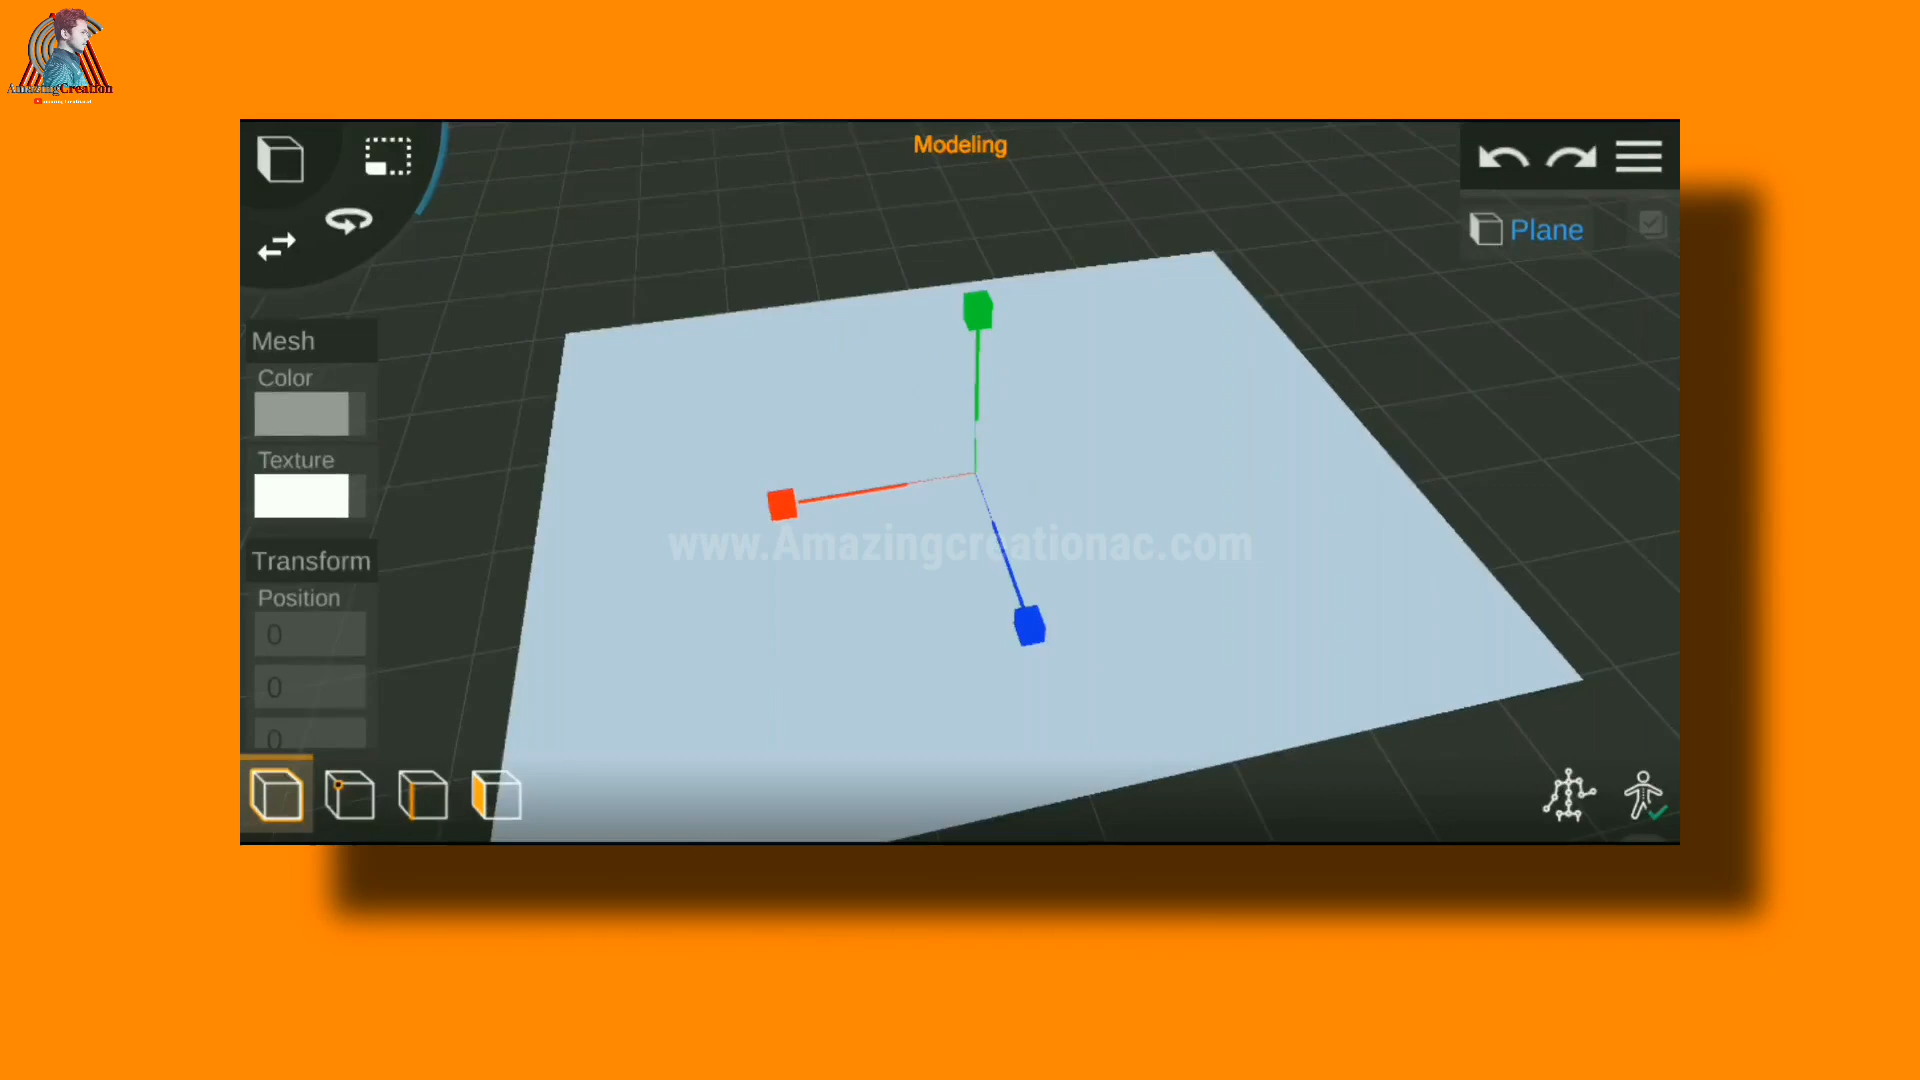 AmazingCreation
Modeling
Plane
Mesh
Color
Texture
www.Amazingcreationac.com
Transform
Position
0
0
0